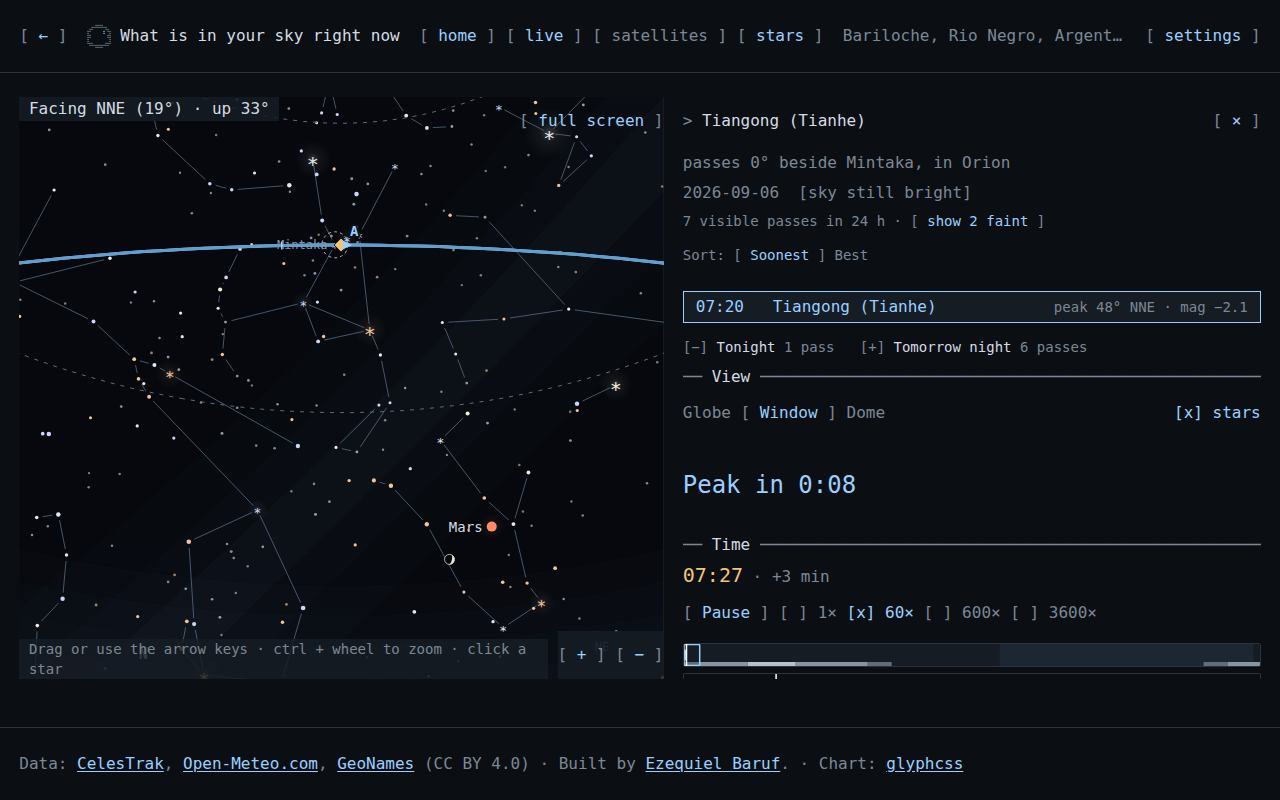 [ ← ] What is in your sky right now [ home ] [ live ] [ satellites ] [ stars ] Bariloche, Rio Negro, Argent… [ settings ]
Facing NNE (19°) · up 33°
[ full screen ]
A
Mintaka
Mars
Drag or use the arrow keys · ctrl + wheel to zoom · click a
star
[ + ] [ − ]
> Tiangong (Tianhe) [ × ]
passes 0° beside Mintaka, in Orion
2026-09-06 [sky still bright]
7 visible passes in 24 h · [ show 2 faint ]
Sort: [ Soonest ] Best
07:20 Tiangong (Tianhe) peak 48° NNE · mag −2.1
[−] Tonight 1 pass [+] Tomorrow night 6 passes
View
Globe [ Window ] Dome [x] stars
Peak in 0:08
Time
07:27 · +3 min
[ Pause ] [ ] 1× [x] 60× [ ] 600× [ ] 3600×
Data: CelesTrak, Open-Meteo.com, GeoNames (CC BY 4.0) · Built by Ezequiel Baruf. · Chart: glyphcss